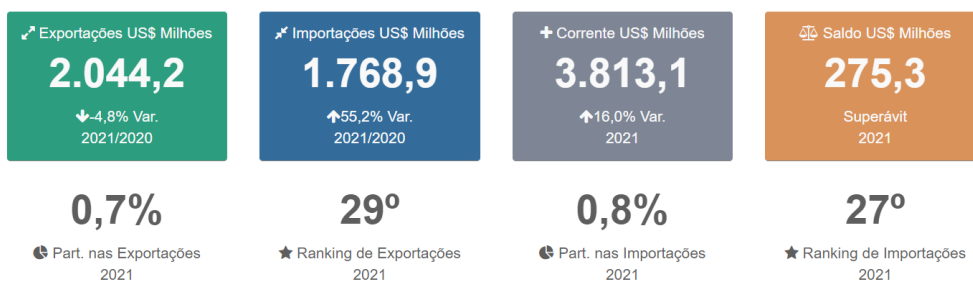 Exportações US$ Milhões
2.044,2
-4,8% Var.
2021/2020
Importações US$ Milhões
1.768,9
55,2% Var.
2021/2020
Corrente US$ Milhões
3.813,1
16,0% Var.
2021
Saldo US$ Milhões
275,3
Superávit
2021
0,7%
Part. nas Exportações
2021
29º
Ranking de Exportações
2021
0,8%
Part. nas Importações
2021
27º
Ranking de Importações
2021